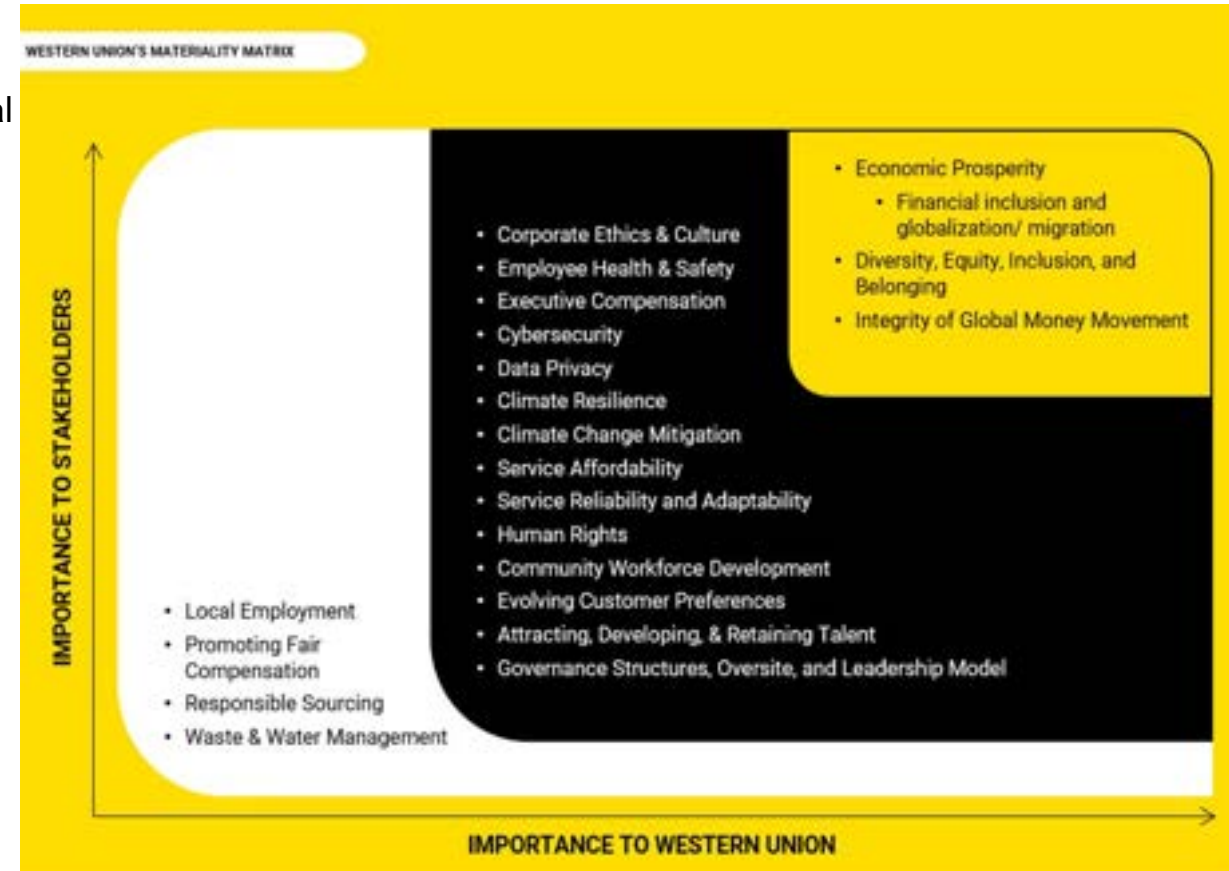 WESTERN UNION'S MATERIALITY MATRIX
al
IMPORTANCE TO STAKEHOLDERS
• Local Employment
• Promoting Fair
Compensation
• Responsible Sourcing
• Waste & Water Management
• Corporate Ethics & Culture
• Employee Health & Safety
• Executive Compensation
• Cybersecurity
• Data Privacy
• Climate Resilience
• Climate Change Mitigation
• Service Affordability
• Service Reliability and Adaptability
• Human Rights
• Community Workforce Development
• Evolving Customer Preferences
• Attracting, Developing, & Retaining Talent
• Governance Structures, Oversite, and Leadership Model
• Economic Prosperity
• Financial inclusion and
globalization/ migration
• Diversity, Equity, Inclusion, and
Belonging
• Integrity of Global Money Movement
IMPORTANCE TO WESTERN UNION